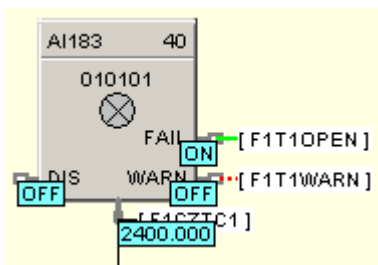 AI183 40
010101
FAIL [ F1T1OPEN ]
ON
DIS WARN [ F1T1WARN ]
OFF OFF
2400.000